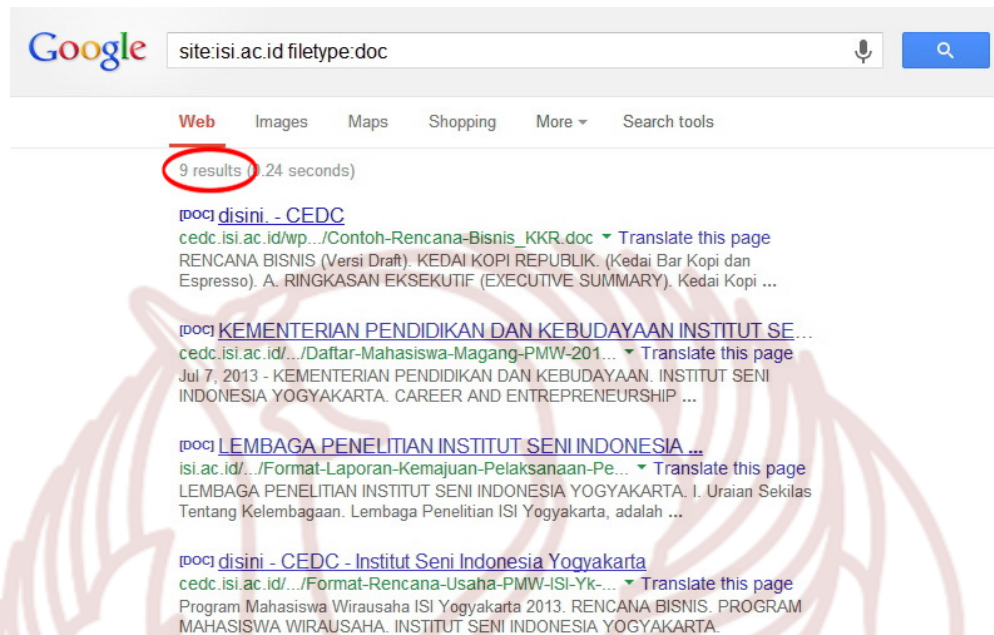 Google site:isi.ac.id filetype:doc
Web Images Maps Shopping More Search tools
9 results (0.24 seconds)
[DOC] disini. - CEDC
cedc.isi.ac.id/wp.../Contoh-Rencana-Bisnis_KKR.doc Translate this page
RENCANA BISNIS (Versi Draft). KEDAI KOPI REPUBLIK. (Kedai Bar Kopi dan
Espresso). A. RINGKASAN EKSEKUTIF (EXECUTIVE SUMMARY). Kedai Kopi ...
[DOC] KEMENTERIAN PENDIDIKAN DAN KEBUDAYAAN INSTITUT SE...
cedc.isi.ac.id/.../Daftar-Mahasiswa-Magang-PMW-201... Translate this page
Jul 7, 2013 - KEMENTERIAN PENDIDIKAN DAN KEBUDAYAAN. INSTITUT SENI
INDONESIA YOGYAKARTA. CAREER AND ENTREPRENEURSHIP ...
[DOC] LEMBAGA PENELITIAN INSTITUT SENI INDONESIA ...
isi.ac.id/.../Format-Laporan-Kemajuan-Pelaksanaan-Pe... Translate this page
LEMBAGA PENELITIAN INSTITUT SENI INDONESIA YOGYAKARTA. I. Uraian Sekilas
Tentang Kelembagaan. Lembaga Penelitian ISI Yogyakarta, adalah ...
[DOC] disini - CEDC - Institut Seni Indonesia Yogyakarta
cedc.isi.ac.id/.../Format-Rencana-Usaha-PMW-ISI-Yk-... Translate this page
Program Mahasiswa Wirausaha ISI Yogyakarta 2013. RENCANA BISNIS. PROGRAM
MAHASISWA WIRAUSAHA. INSTITUT SENI INDONESIA YOGYAKARTA.